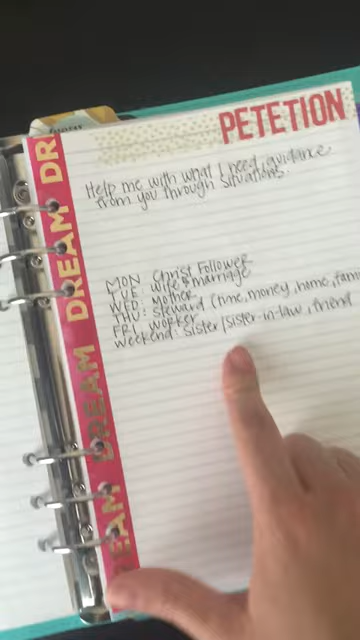 PETETION
Help me with what I need, guidance
from you through situations.
MON: Christ Follower
TUE: wife & marriage
WED: Mother
THU: Steward (time, money, home,
FRI: worker
Weekend: Sister/sister-in-law, friend
DREAM DREAM DREAM DREAM